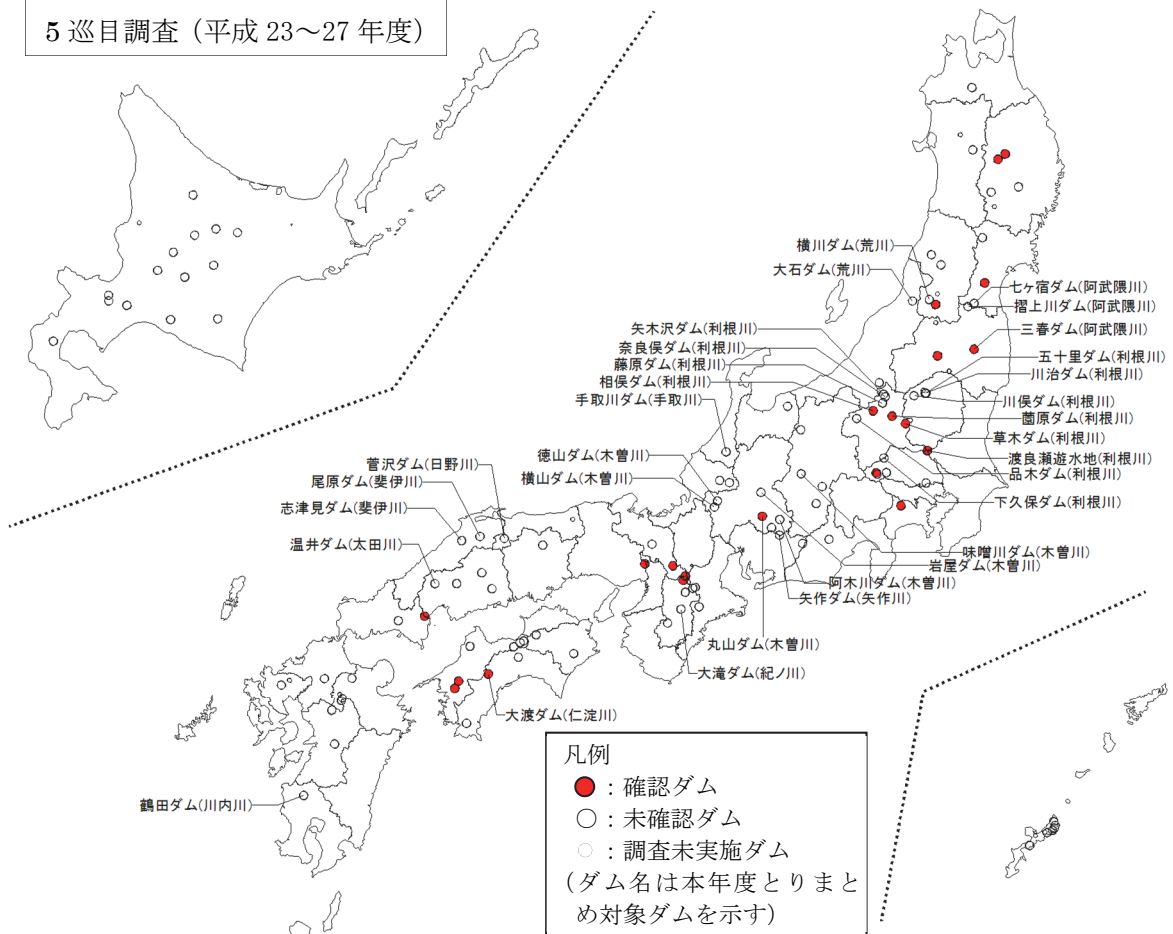 5 巡目調査（平成 23～27 年度）
横川ダム(荒川)
大石ダム(荒川)
七ヶ宿ダム(阿武隈川)
摺上川ダム(阿武隈川)
三春ダム(阿武隈川)
矢木沢ダム(利根川)
奈良俣ダム(利根川)
藤原ダム(利根川)
相俣ダム(利根川)
手取川ダム(手取川)
五十里ダム(利根川)
川治ダム(利根川)
川俣ダム(利根川)
薗原ダム(利根川)
草木ダム(利根川)
渡良瀬遊水地(利根川)
品木ダム(利根川)
下久保ダム(利根川)
徳山ダム(木曽川)
横山ダム(木曽川)
菅沢ダム(日野川)
尾原ダム(斐伊川)
志津見ダム(斐伊川)
温井ダム(太田川)
味噌川ダム(木曽川)
岩屋ダム(木曽川)
阿木川ダム(木曽川)
矢作ダム(矢作川)
丸山ダム(木曽川)
大滝ダム(紀ノ川)
大渡ダム(仁淀川)
鶴田ダム(川内川)
凡例
：確認ダム
：未確認ダム
：調査未実施ダム
(ダム名は本年度とりまと
め対象ダムを示す)